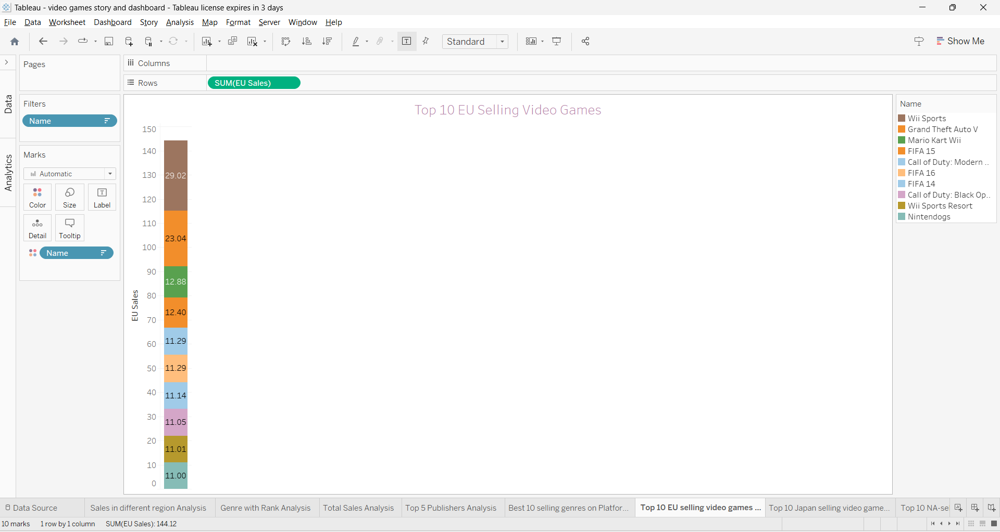 Tableau - video games story and dashboard - Tableau license expires in 3 days
File Data Worksheet Dashboard Story Analysis Map Format Server Window Help
Standard
Show Me
Pages
Columns
Rows
SUM(EU Sales)
Data
Analytics
Filters
Name
Marks
Automatic
Color Size Label
Detail Tooltip
Name
Top 10 EU Selling Video Games
EU Sales
150
140
130
120
110
100
90
80
70
60
50
40
30
20
10
0
29.02
23.04
12.88
12.40
11.29
11.29
11.14
11.05
11.01
11.00
Name
Wii Sports
Grand Theft Auto V
Mario Kart Wii
FIFA 15
Call of Duty: Modern ..
FIFA 16
FIFA 14
Call of Duty: Black Op..
Wii Sports Resort
Nintendogs
Data Source Sales in different region Analysis Genre with Rank Analysis Total Sales Analysis Top 5 Publishers Analysis Best 10 selling genres on Platfor... Top 10 EU selling video games ... Top 10 Japan selling video game... Top 10 NA-sel
10 marks 1 row by 1 column SUM(EU Sales): 144.12